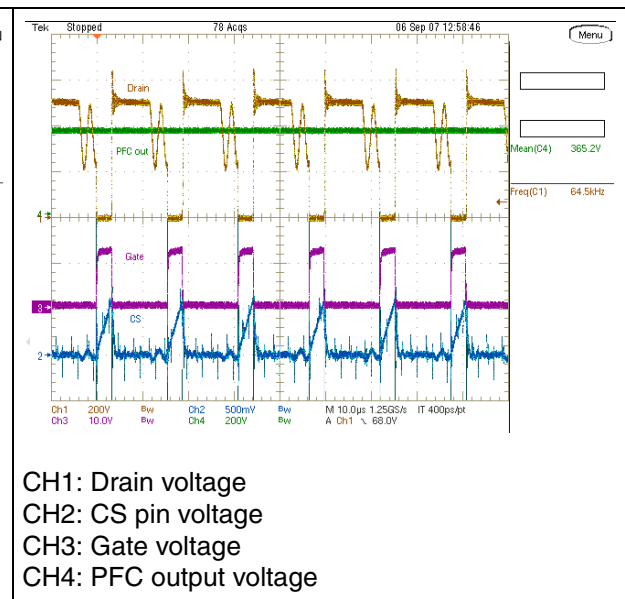 Tek Stopped 78 Acqs 06 Sep 07 12:58:46
Menu
Drain
PFC out
Mean(C4) 365.2V
Freq(C1) 64.5kHz
4
Gate
3
CS
2
Ch1 200V Bw Ch2 500mV Bw M 10.0µs 1.25GS/s IT 400ps/pt
Ch3 10.0V Bw Ch4 200V Bw A Ch1 \ 68.0V
CH1: Drain voltage
CH2: CS pin voltage
CH3: Gate voltage
CH4: PFC output voltage